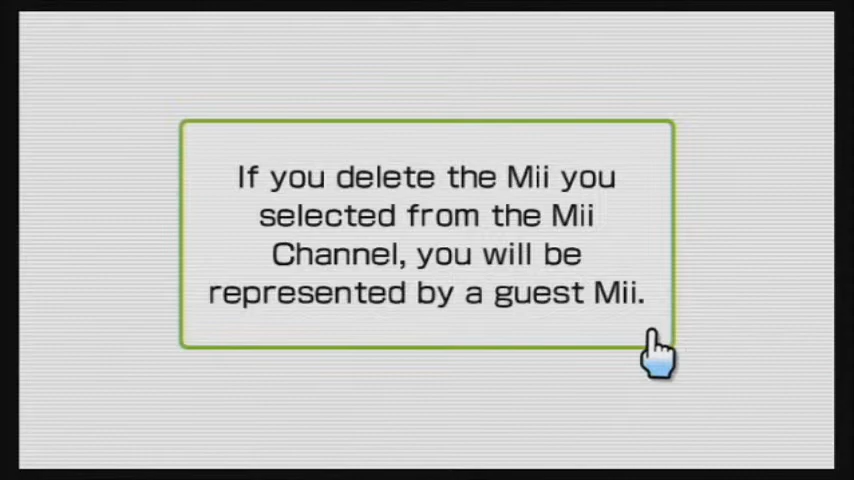 If you delete the Mii you
selected from the Mii
Channel, you will be
represented by a guest Mii.